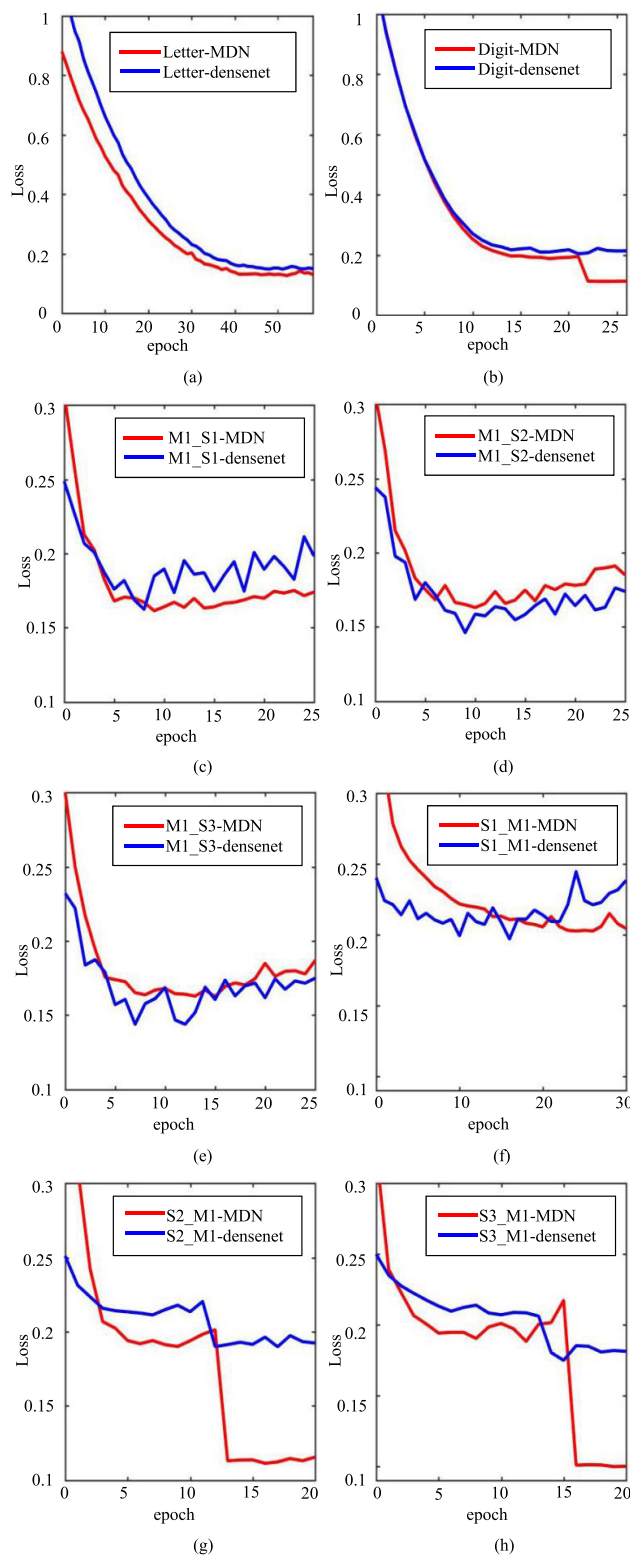 1
0.8
0.6
0.4
0.2
0
Loss
Letter-MDN
Letter-densenet
0 10 20 30 40 50
epoch
(a)
1
0.8
0.6
0.4
0.2
0
Loss
Digit-MDN
Digit-densenet
0 5 10 15 20 25
epoch
(b)
0.3
0.25
0.2
0.15
0.1
Loss
M1_S1-MDN
M1_S1-densenet
0 5 10 15 20 25
epoch
(c)
0.3
0.25
0.2
0.15
0.1
Loss
M1_S2-MDN
M1_S2-densenet
0 5 10 15 20 25
epoch
(d)
0.3
0.25
0.2
0.15
0.1
Loss
M1_S3-MDN
M1_S3-densenet
0 5 10 15 20 25
epoch
(e)
0.3
0.25
0.2
0.15
0.1
Loss
S1_M1-MDN
S1_M1-densenet
0 10 20 30
epoch
(f)
0.3
0.25
0.2
0.15
0.1
Loss
S2_M1-MDN
S2_M1-densenet
0 5 10 15 20
epoch
(g)
0.3
0.25
0.2
0.15
0.1
Loss
S3_M1-MDN
S3_M1-densenet
0 5 10 15 20
epoch
(h)